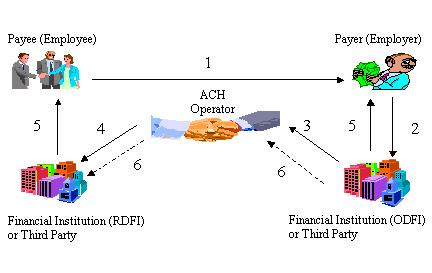 Payee (Employee)
Payer (Employer)
1
ACH
Operator
5
4
6
3
5
2
6
Financial Institution (RDFI)
or Third Party
Financial Institution (ODFI)
or Third Party